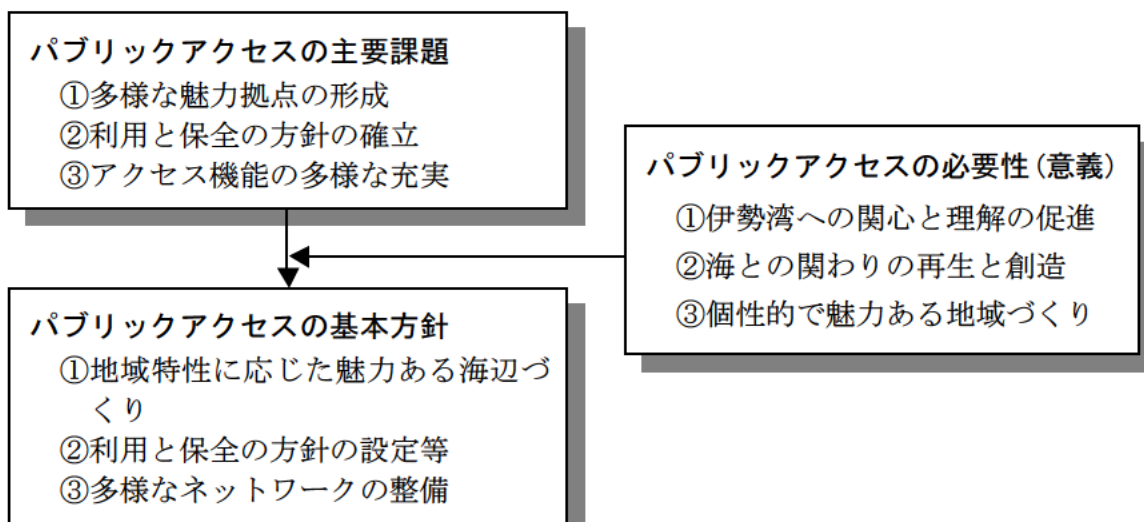 パブリックアクセスの主要課題
①多様な魅力拠点の形成
②利用と保全の方針の確立
③アクセス機能の多様な充実
パブリックアクセスの必要性(意義)
①伊勢湾への関心と理解の促進
②海との関わりの再生と創造
③個性的で魅力ある地域づくり
パブリックアクセスの基本方針
①地域特性に応じた魅力ある海辺づ
くり
②利用と保全の方針の設定等
③多様なネットワークの整備